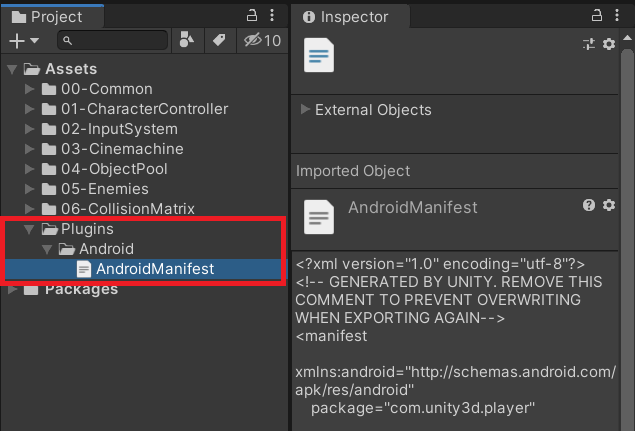 Project
10
Assets
00-Common
01-CharacterController
02-InputSystem
03-Cinemachine
04-ObjectPool
05-Enemies
06-CollisionMatrix
Plugins
Android
AndroidManifest
Packages
Inspector
External Objects
Imported Object
AndroidManifest
<?xml version="1.0" encoding="utf-8"?>
<!-- GENERATED BY UNITY. REMOVE THIS
COMMENT TO PREVENT OVERWRITING
WHEN EXPORTING AGAIN-->
<manifest
xmlns:android="http://schemas.android.com/
apk/res/android"
package="com.unity3d.player"